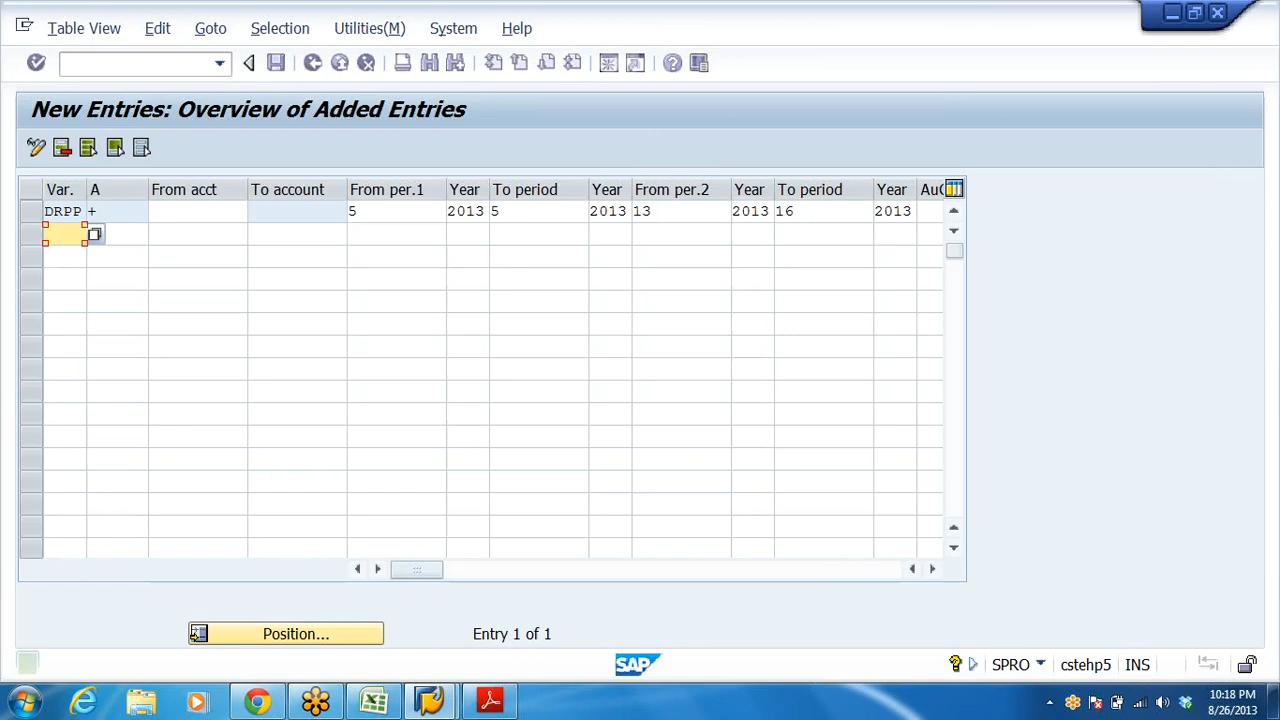 Table View Edit Goto Selection Utilities(M) System Help
New Entries: Overview of Added Entries
Var. A From acct To account From per.1 Year To period Year From per.2 Year To period Year AuG
DRPP + 5 2013 5 2013 13 2013 16 2013
Position... Entry 1 of 1
SAP SPRO cstehp5 INS
10:18 PM
8/26/2013